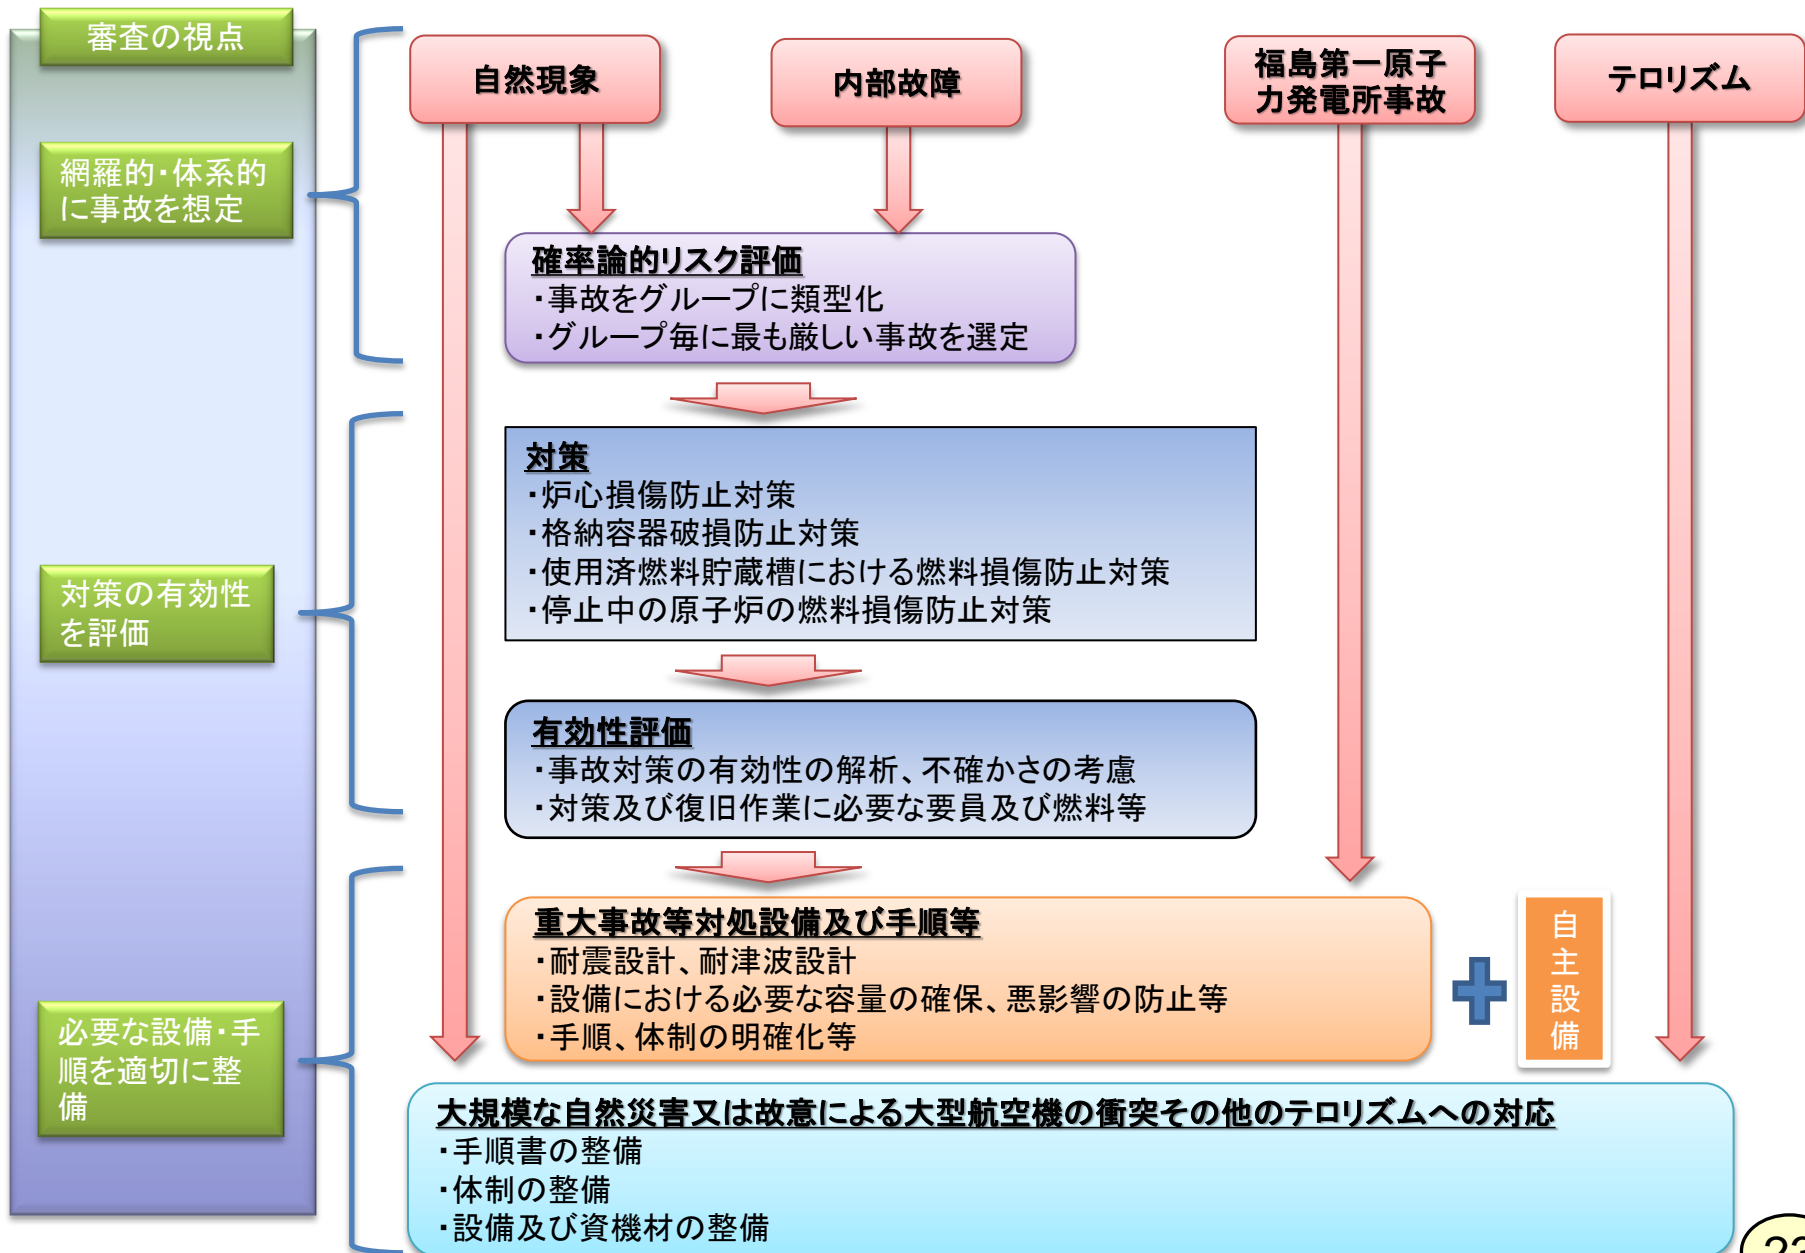 審査の視点
網羅的・体系的
に事故を想定
対策の有効性
を評価
必要な設備・手
順を適切に整
備
自然現象
内部故障
福島第一原子
力発電所事故
テロリズム
確率論的リスク評価
・事故をグループに類型化
・グループ毎に最も厳しい事故を選定
対策
・炉心損傷防止対策
・格納容器破損防止対策
・使用済燃料貯蔵槽における燃料損傷防止対策
・停止中の原子炉の燃料損傷防止対策
有効性評価
・事故対策の有効性の解析、不確かさの考慮
・対策及び復旧作業に必要な要員及び燃料等
重大事故等対処設備及び手順等
・耐震設計、耐津波設計
・設備における必要な容量の確保、悪影響の防止等
・手順、体制の明確化等
自
主
設
備
大規模な自然災害又は故意による大型航空機の衝突その他のテロリズムへの対応
・手順書の整備
・体制の整備
・設備及び資機材の整備